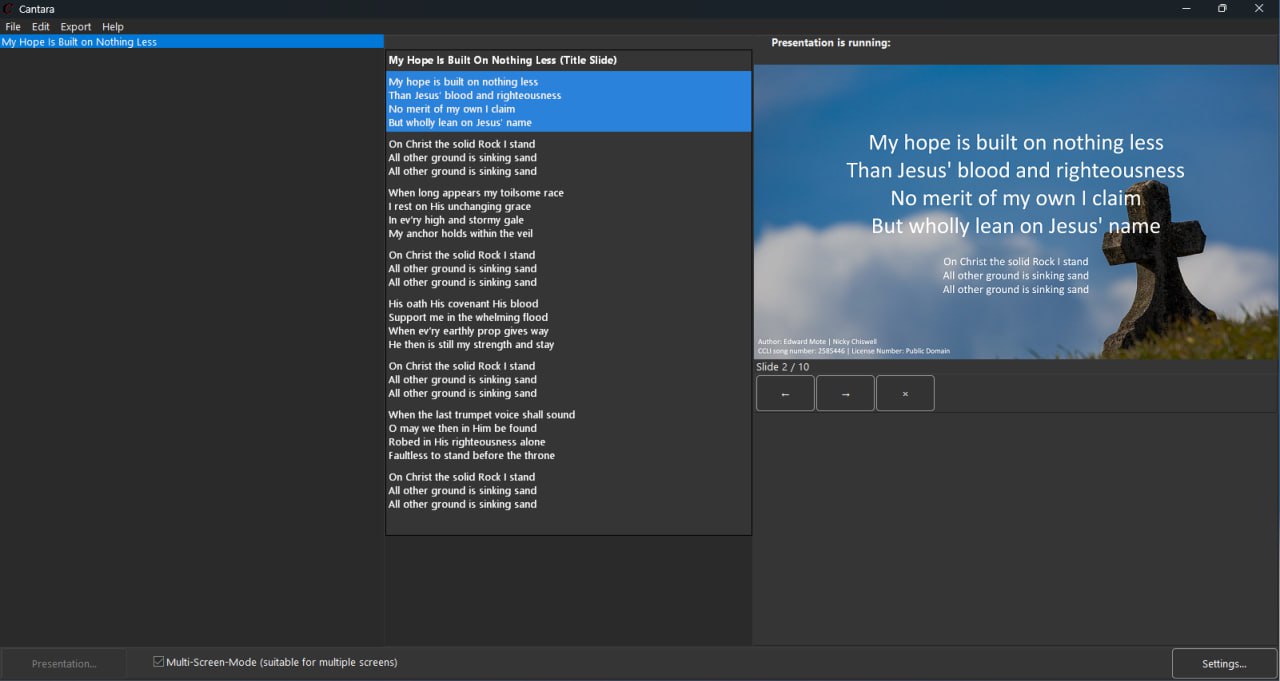 Cantara
File Edit Export Help
My Hope Is Built on Nothing Less
My Hope Is Built On Nothing Less (Title Slide)
My hope is built on nothing less
Than Jesus' blood and righteousness
No merit of my own I claim
But wholly lean on Jesus' name
On Christ the solid Rock I stand
All other ground is sinking sand
All other ground is sinking sand
When long appears my toilsome race
I rest on His unchanging grace
In ev'ry high and stormy gale
My anchor holds within the veil
On Christ the solid Rock I stand
All other ground is sinking sand
All other ground is sinking sand
His oath His covenant His blood
Support me in the whelming flood
When ev'ry earthly prop gives way
He then is still my strength and stay
On Christ the solid Rock I stand
All other ground is sinking sand
All other ground is sinking sand
When the last trumpet voice shall sound
O may we then in Him be found
Robed in His righteousness alone
Faultless to stand before the throne
On Christ the solid Rock I stand
All other ground is sinking sand
All other ground is sinking sand
Presentation is running:
My hope is built on nothing less
Than Jesus' blood and righteousness
No merit of my own I claim
But wholly lean on Jesus' name
On Christ the solid Rock I stand
All other ground is sinking sand
All other ground is sinking sand
Author: Edward Mote | Nicky Chiswell
CCLI song number: 2585446 | License Number: Public Domain
Slide 2 / 10
← → ×
Presentation...
Multi-Screen-Mode (suitable for multiple screens)
Settings...